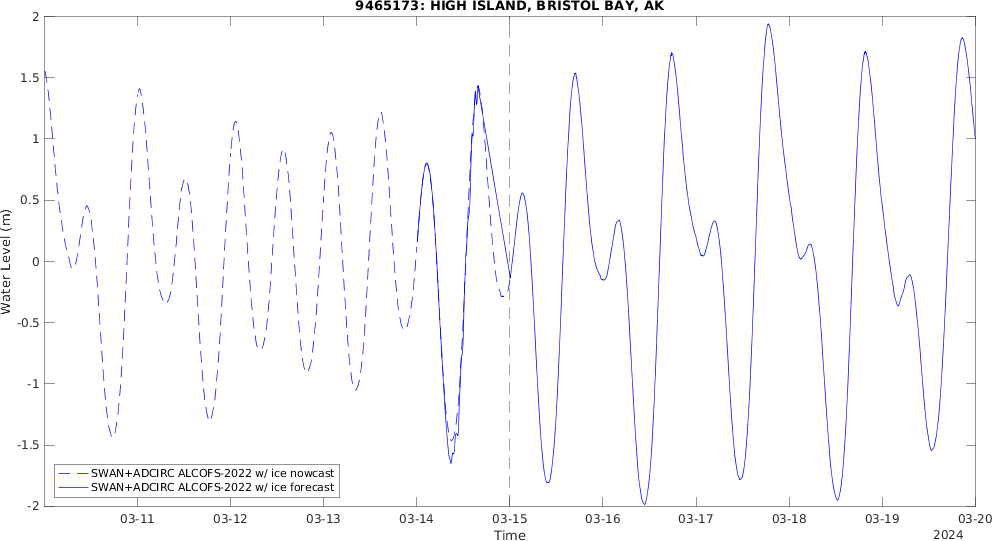 9465173: HIGH ISLAND, BRISTOL BAY, AK
2
1.5
1
0.5
0
-0.5
-1
-1.5
-2
Water Level (m)
SWAN+ADCIRC ALCOFS-2022 w/ ice nowcast
SWAN+ADCIRC ALCOFS-2022 w/ ice forecast
03-11 03-12 03-13 03-14 03-15 03-16 03-17 03-18 03-19 03-20
Time
2024